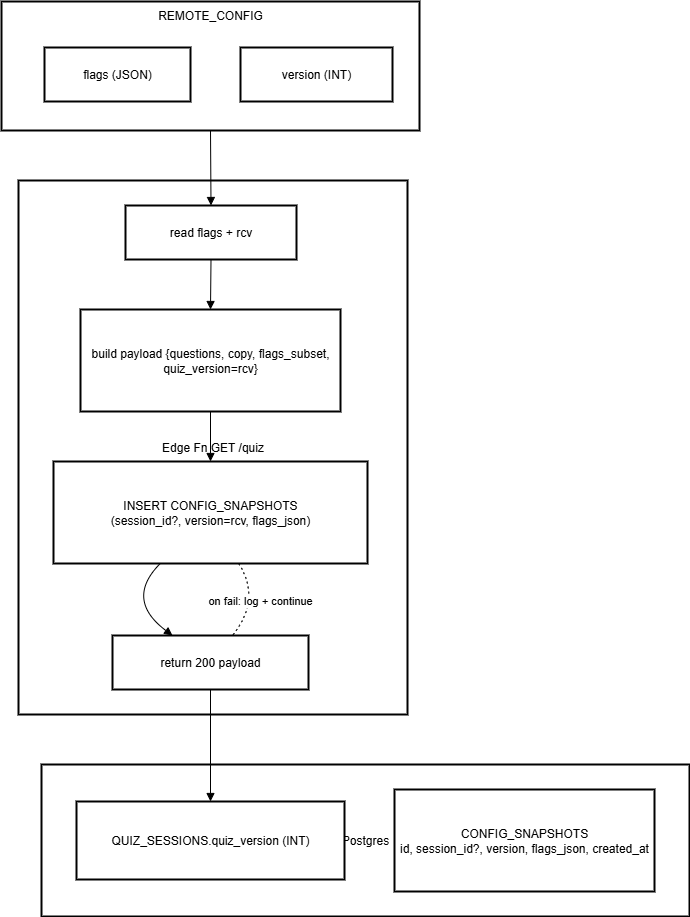 REMOTE_CONFIG
flags (JSON)
version (INT)
read flags + rcv
build payload {questions, copy, flags_subset,
quiz_version=rcv}
Edge Fn GET /quiz
INSERT CONFIG_SNAPSHOTS
(session_id?, version=rcv, flags_json)
on fail: log + continue
return 200 payload
QUIZ_SESSIONS.quiz_version (INT)
Postgres
CONFIG_SNAPSHOTS
id, session_id?, version, flags_json, created_at